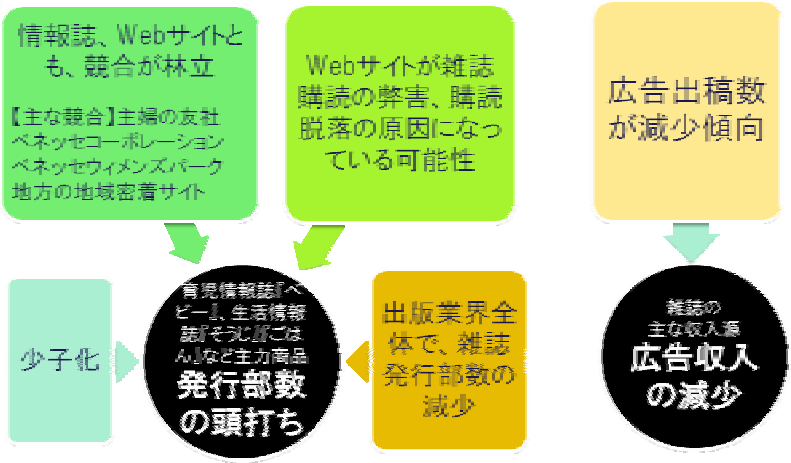 情報誌、Webサイトと
も、競合が林立
【主な競合】主婦の友社
ベネッセコーポレーション
ベネッセウィメンズパーク
地方の地域密着サイト
Webサイトが雑誌
購読の弊害、購読
脱落の原因になっ
ている可能性
広告出稿数
が減少傾向
少子化
育児情報誌『ベ
ビー』、生活情報
誌『そうじ』『ごは
ん』など主力商品
発行部数
の頭打ち
出版業界全
体で、雑誌
発行部数の
減少
雑誌の
主な収入源
広告収入
の減少